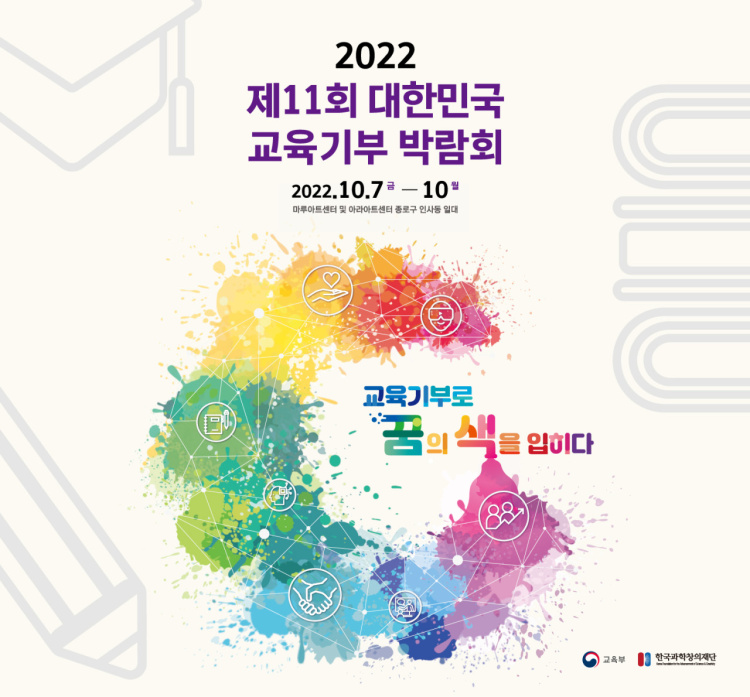 2022
제11회 대한민국
교육기부 박람회
2022.10.7 금 — 10 월
마루아트센터 및 아라아트센터 종로구 인사동 일대
교육기부로
꿈의 색을 입히다
교육부
한국과학창의재단